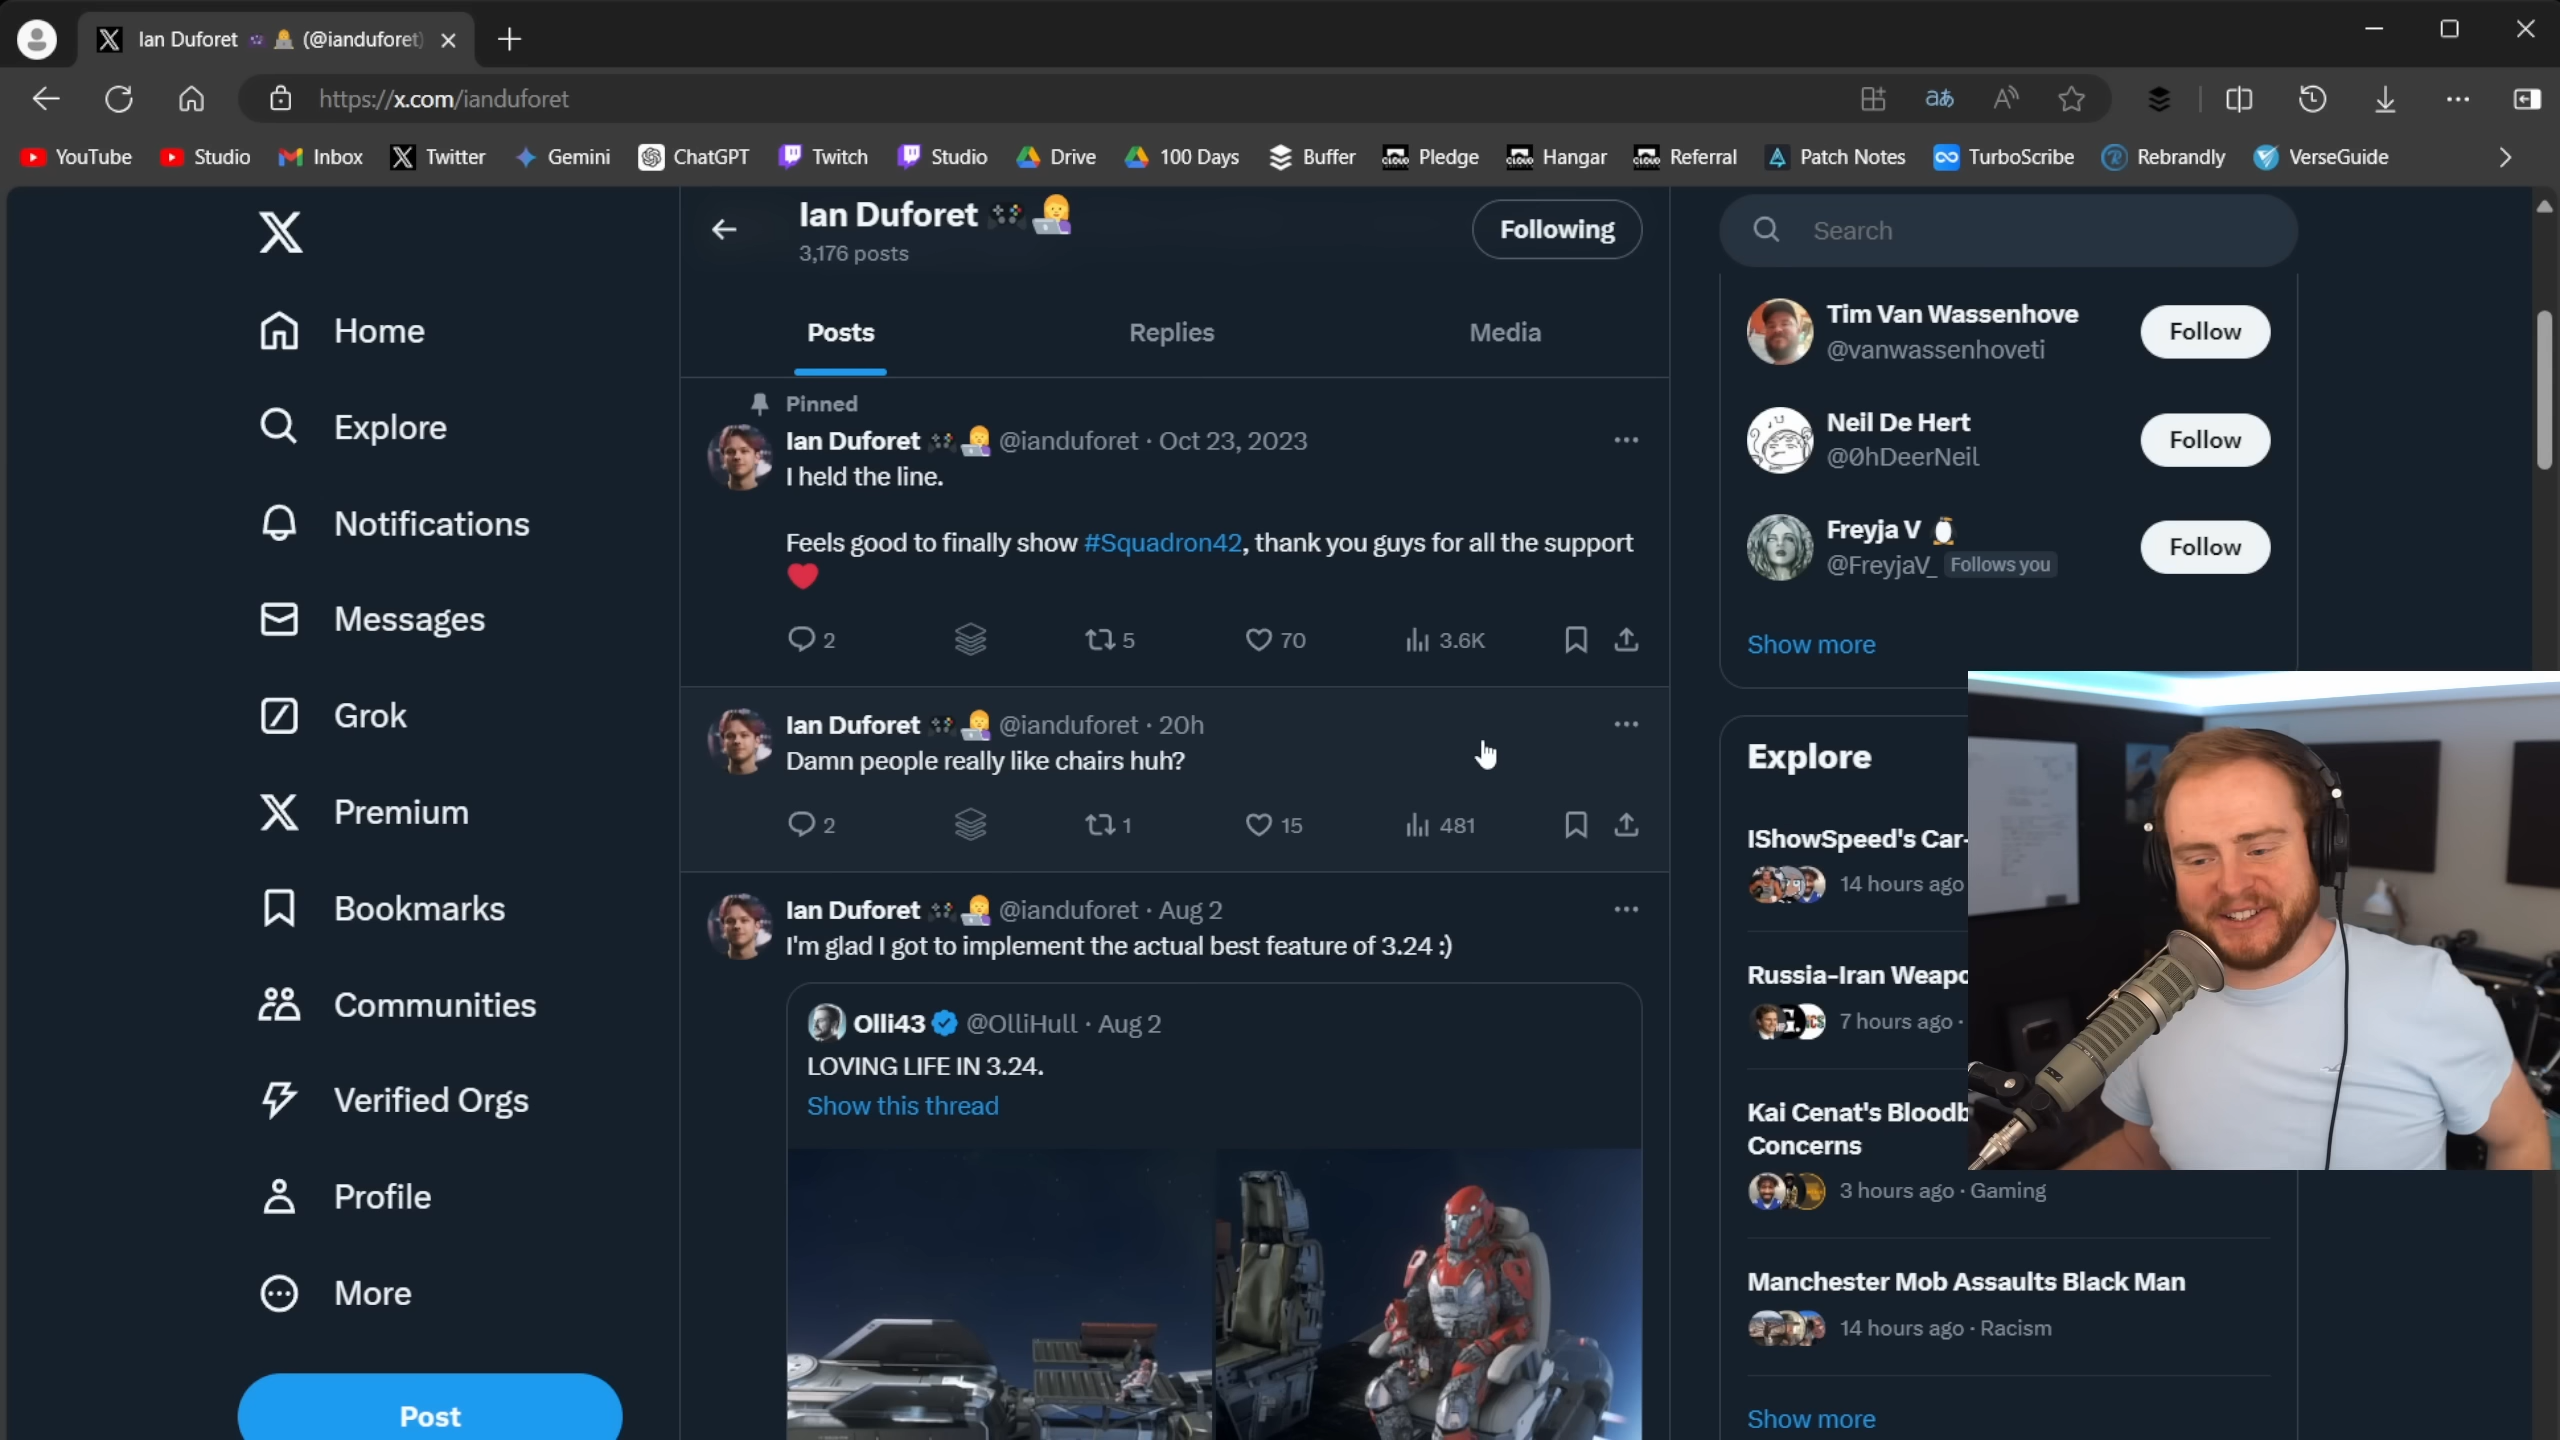 Ian Duforet (@ianduforet)
https://x.com/ianduforet
YouTube Studio Inbox Twitter Gemini ChatGPT Twitch Studio Drive 100 Days Buffer Pledge Hangar Referral Patch Notes TurboScribe Rebrandly VerseGuide
Home
Explore
Notifications
Messages
Grok
Premium
Bookmarks
Communities
Verified Orgs
Profile
More
Post
Ian Duforet 🎮👩‍💻
3,176 posts
Following
Posts Replies Media
Pinned
Ian Duforet 🎮👩‍💻 @ianduforet · Oct 23, 2023
I held the line.
Feels good to finally show #Squadron42, thank you guys for all the support
❤️
2 5 70 3.6K
Ian Duforet 🎮👩‍💻 @ianduforet · 20h
Damn people really like chairs huh?
2 1 15 481
Ian Duforet 🎮👩‍💻 @ianduforet · Aug 2
I'm glad I got to implement the actual best feature of 3.24 :)
Olli43 @OlliHull · Aug 2
LOVING LIFE IN 3.24.
Show this thread
Search
Tim Van Wassenhove
@vanwassenhoveti
Follow
Neil De Hert
@0hDeerNeil
Follow
Freyja V 🐧
@FreyjaV_ Follows you
Follow
Show more
Explore
IShowSpeed's Car-
14 hours ago
Russia-Iran Weapo
7 hours ago ·
Kai Cenat's Bloodb
Concerns
3 hours ago · Gaming
Manchester Mob Assaults Black Man
14 hours ago · Racism
Show more